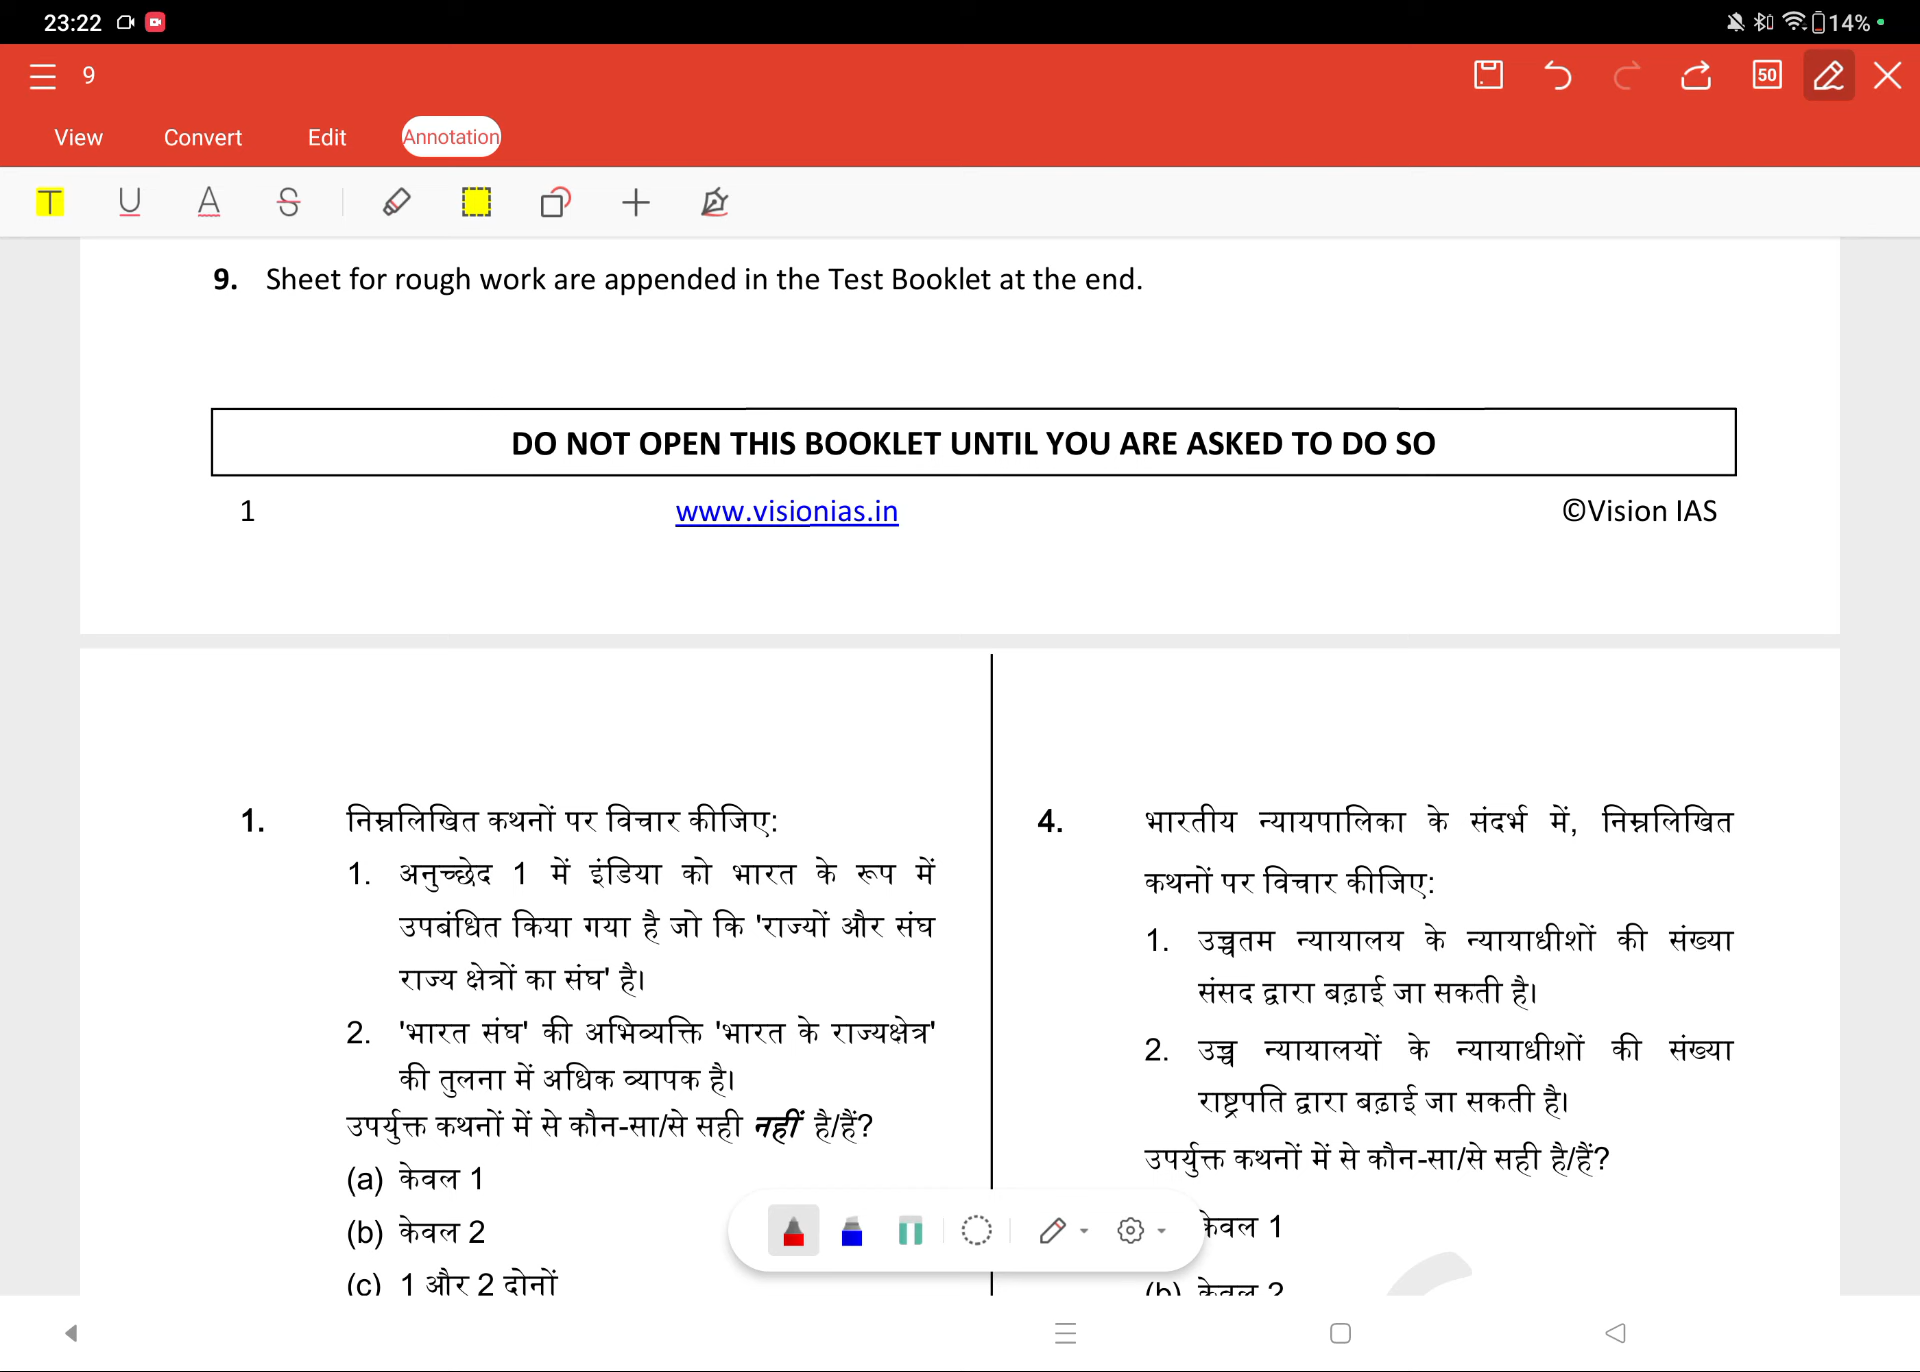 23:22
14%
9
50
View Convert Edit Annotation
9. Sheet for rough work are appended in the Test Booklet at the end.
DO NOT OPEN THIS BOOKLET UNTIL YOU ARE ASKED TO DO SO
1 www.visionias.in ©Vision IAS
1. निम्नलिखित कथनों पर विचार कीजिए:
1. अनुच्छेद 1 में इंडिया को भारत के रूप में
उपबंधित किया गया है जो कि 'राज्यों और संघ
राज्य क्षेत्रों का संघ' है।
2. 'भारत संघ' की अभिव्यक्ति 'भारत के राज्यक्षेत्र'
की तुलना में अधिक व्यापक है।
उपर्युक्त कथनों में से कौन-सा/से सही नहीं है/हैं?
(a) केवल 1
(b) केवल 2
(c) 1 और 2 दोनों
4. भारतीय न्यायपालिका के संदर्भ में, निम्नलिखित
कथनों पर विचार कीजिए:
1. उच्चतम न्यायालय के न्यायाधीशों की संख्या
संसद द्वारा बढ़ाई जा सकती है।
2. उच्च न्यायालयों के न्यायाधीशों की संख्या
राष्ट्रपति द्वारा बढ़ाई जा सकती है।
उपर्युक्त कथनों में से कौन-सा/से सही है/हैं?
केवल 1
(b) केवल 2